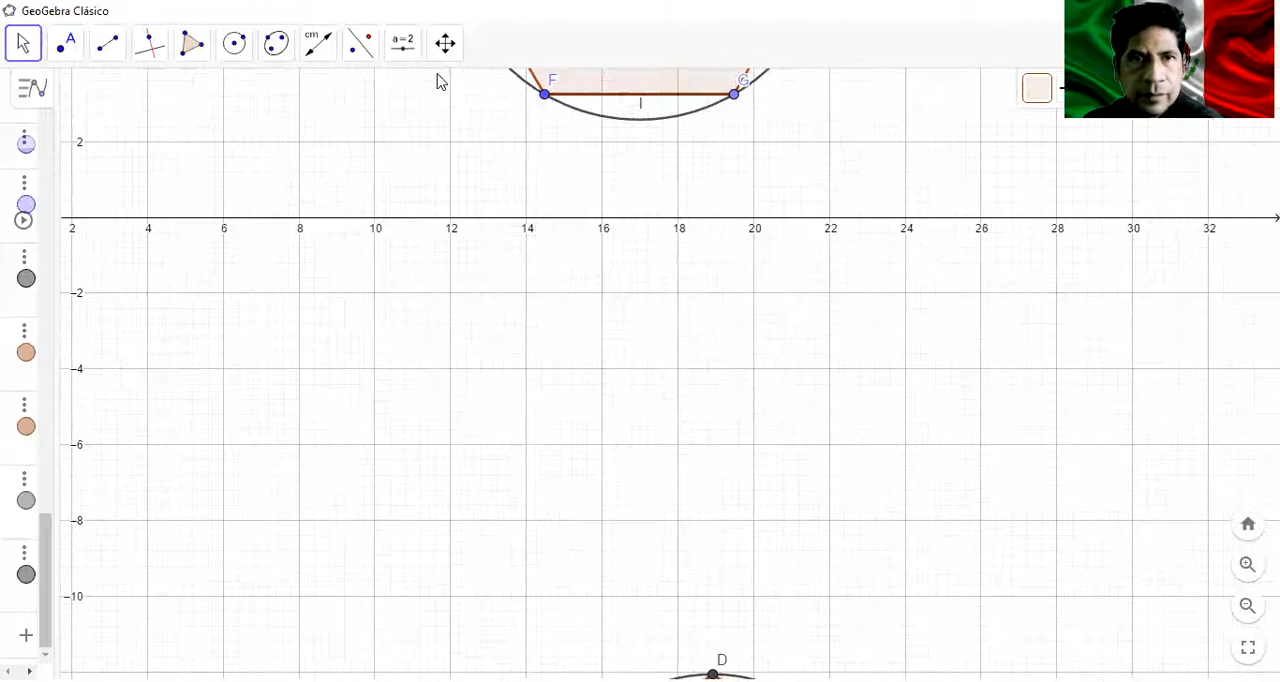 GeoGebra Clásico
A
cm
a = 2
F
G
l
2
2 4 6 8 10 12 14 16 18 20 22 24 26 28 30 32
−2
−4
−6
−8
−10
D